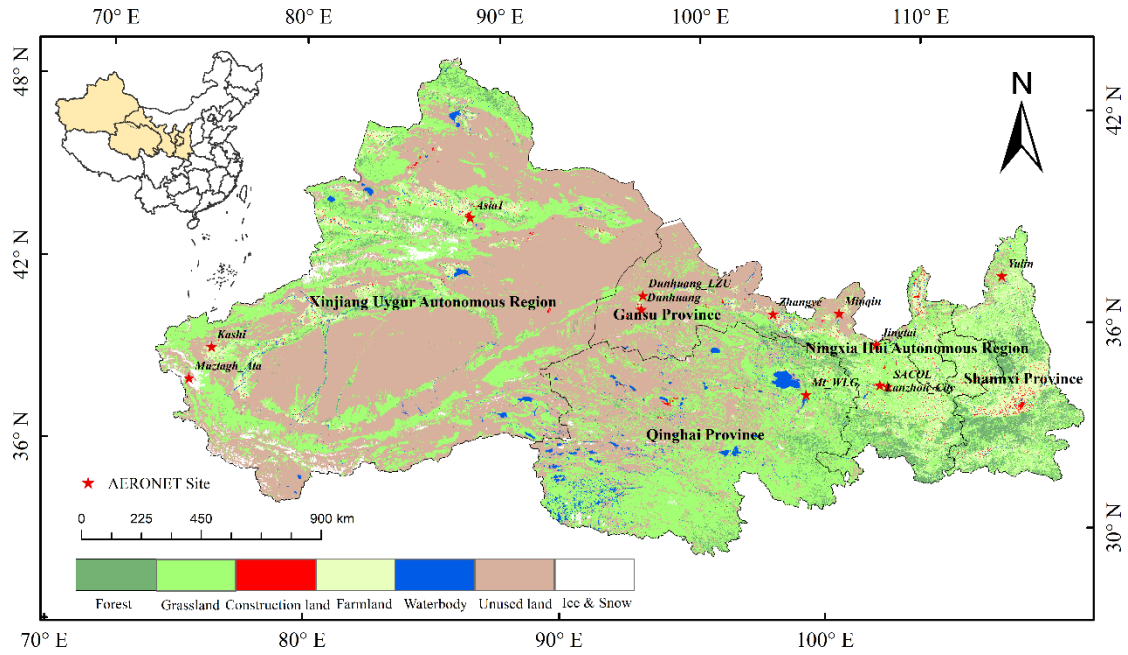 70° E 80° E 90° E 100° E 110° E
48° N
42° N
42° N
36° N
36° N
30° N
N
Asia1
Dunhuang_LZU
Dunhuang
Xinjiang Uygur Autonomous Region
Gansu Province
Zhangye
Minqin
Yulin
Kashi
Jingtai
Ningxia Hui Autonomous Region
Muztagh_Ata
SACOL
Lanzhou_City
Shannxi Province
Mt_WLG
Qinghai Province
AERONET Site
0 225 450 900 km
Forest Grassland Construction land Farmland Waterbody Unused land Ice & Snow
70° E 80° E 90° E 100° E